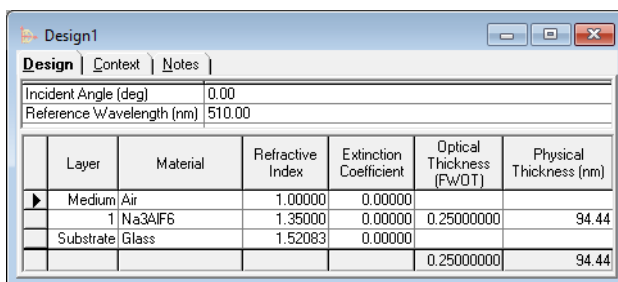 Design1
Design Context Notes
Incident Angle (deg) 0.00
Reference Wavelength (nm) 510.00
Layer Material Refractive Index Extinction Coefficient Optical Thickness (FWOT) Physical Thickness (nm)
Medium Air 1.00000 0.00000
1 Na3AlF6 1.35000 0.00000 0.25000000 94.44
Substrate Glass 1.52083 0.00000
0.25000000 94.44